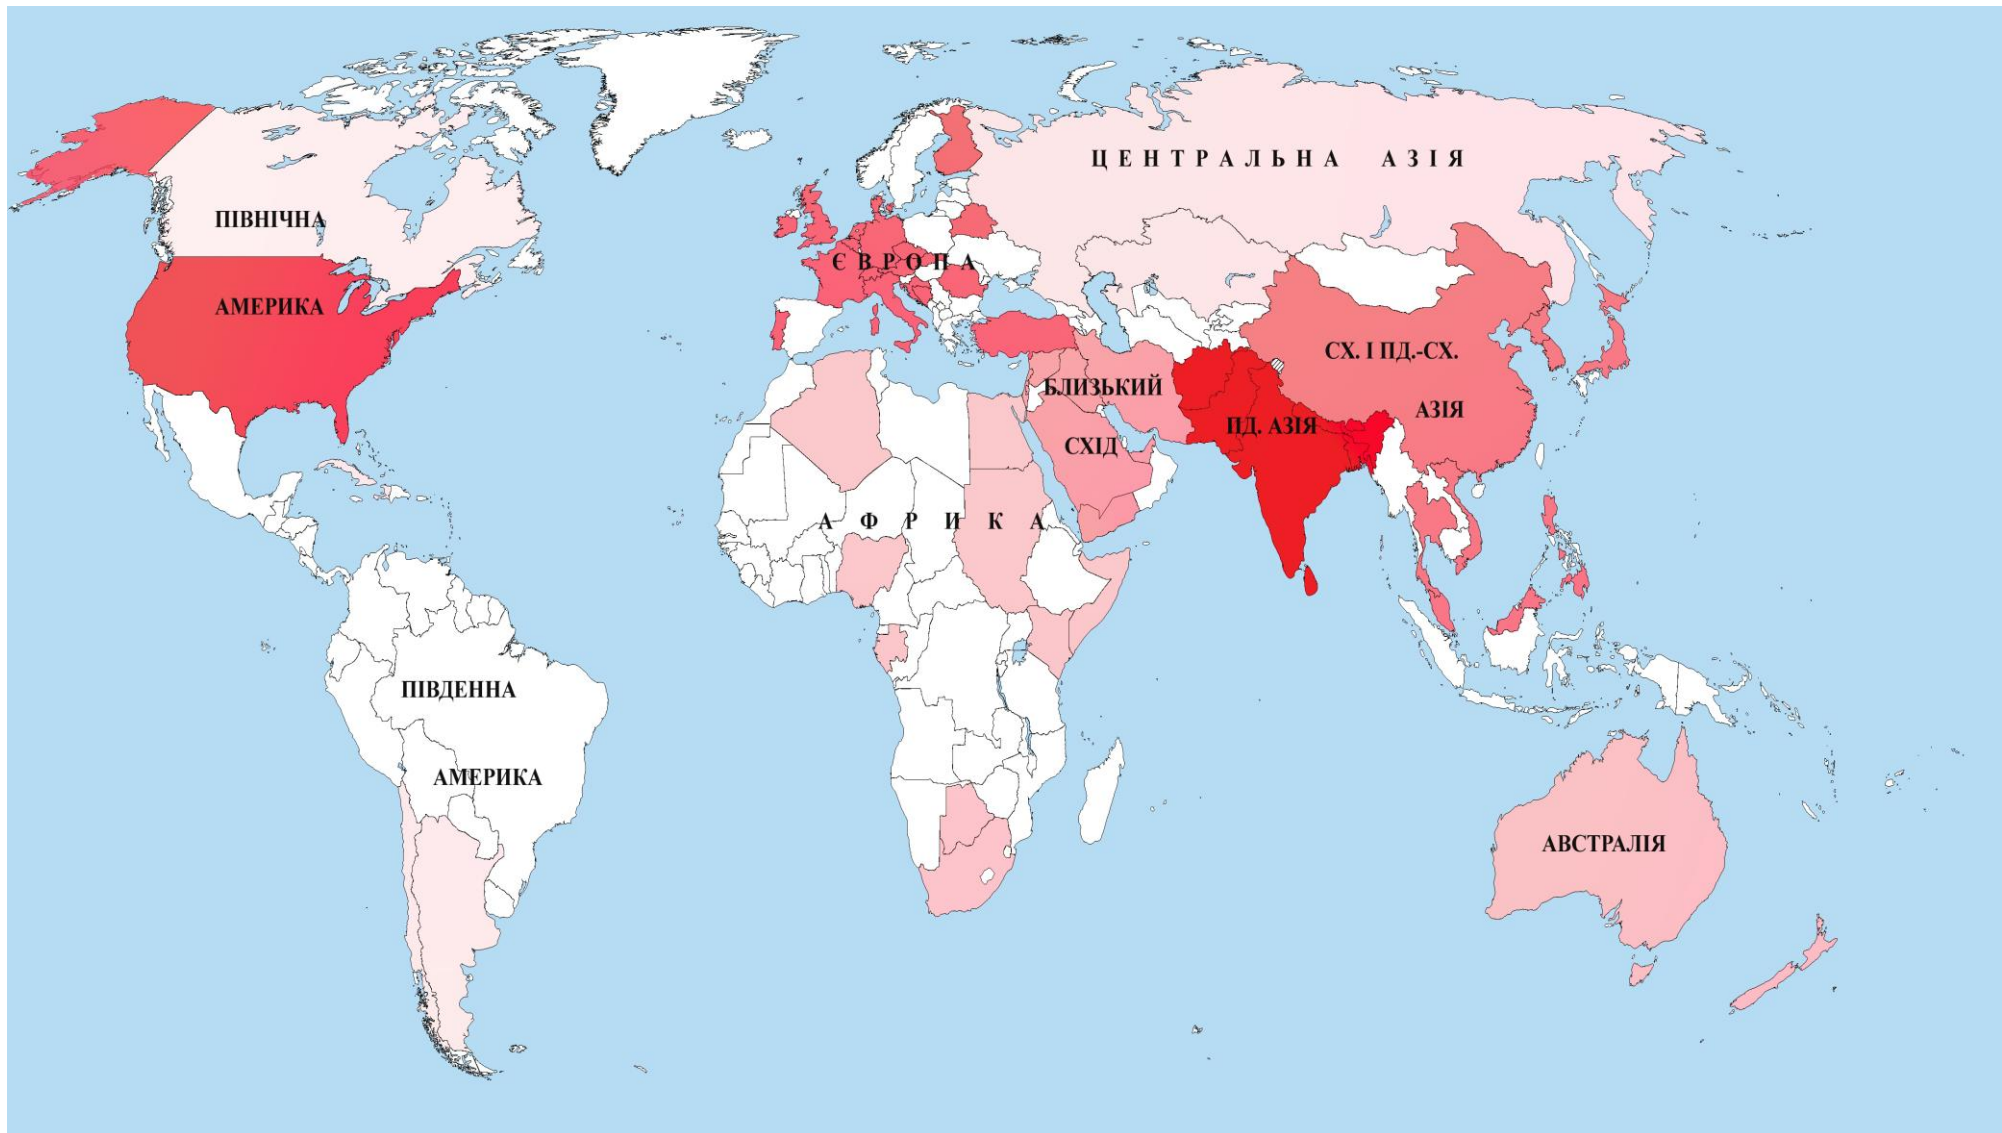 ЦЕНТРАЛЬНА АЗІЯ
ПІВНІЧНА
АМЕРИКА
ЄВРОПА
СХ. І ПД.-СХ.
АЗІЯ
БЛИЗЬКИЙ
СХІД
ПД. АЗІЯ
АФРИКА
ПІВДЕННА
АМЕРИКА
АВСТРАЛІЯ